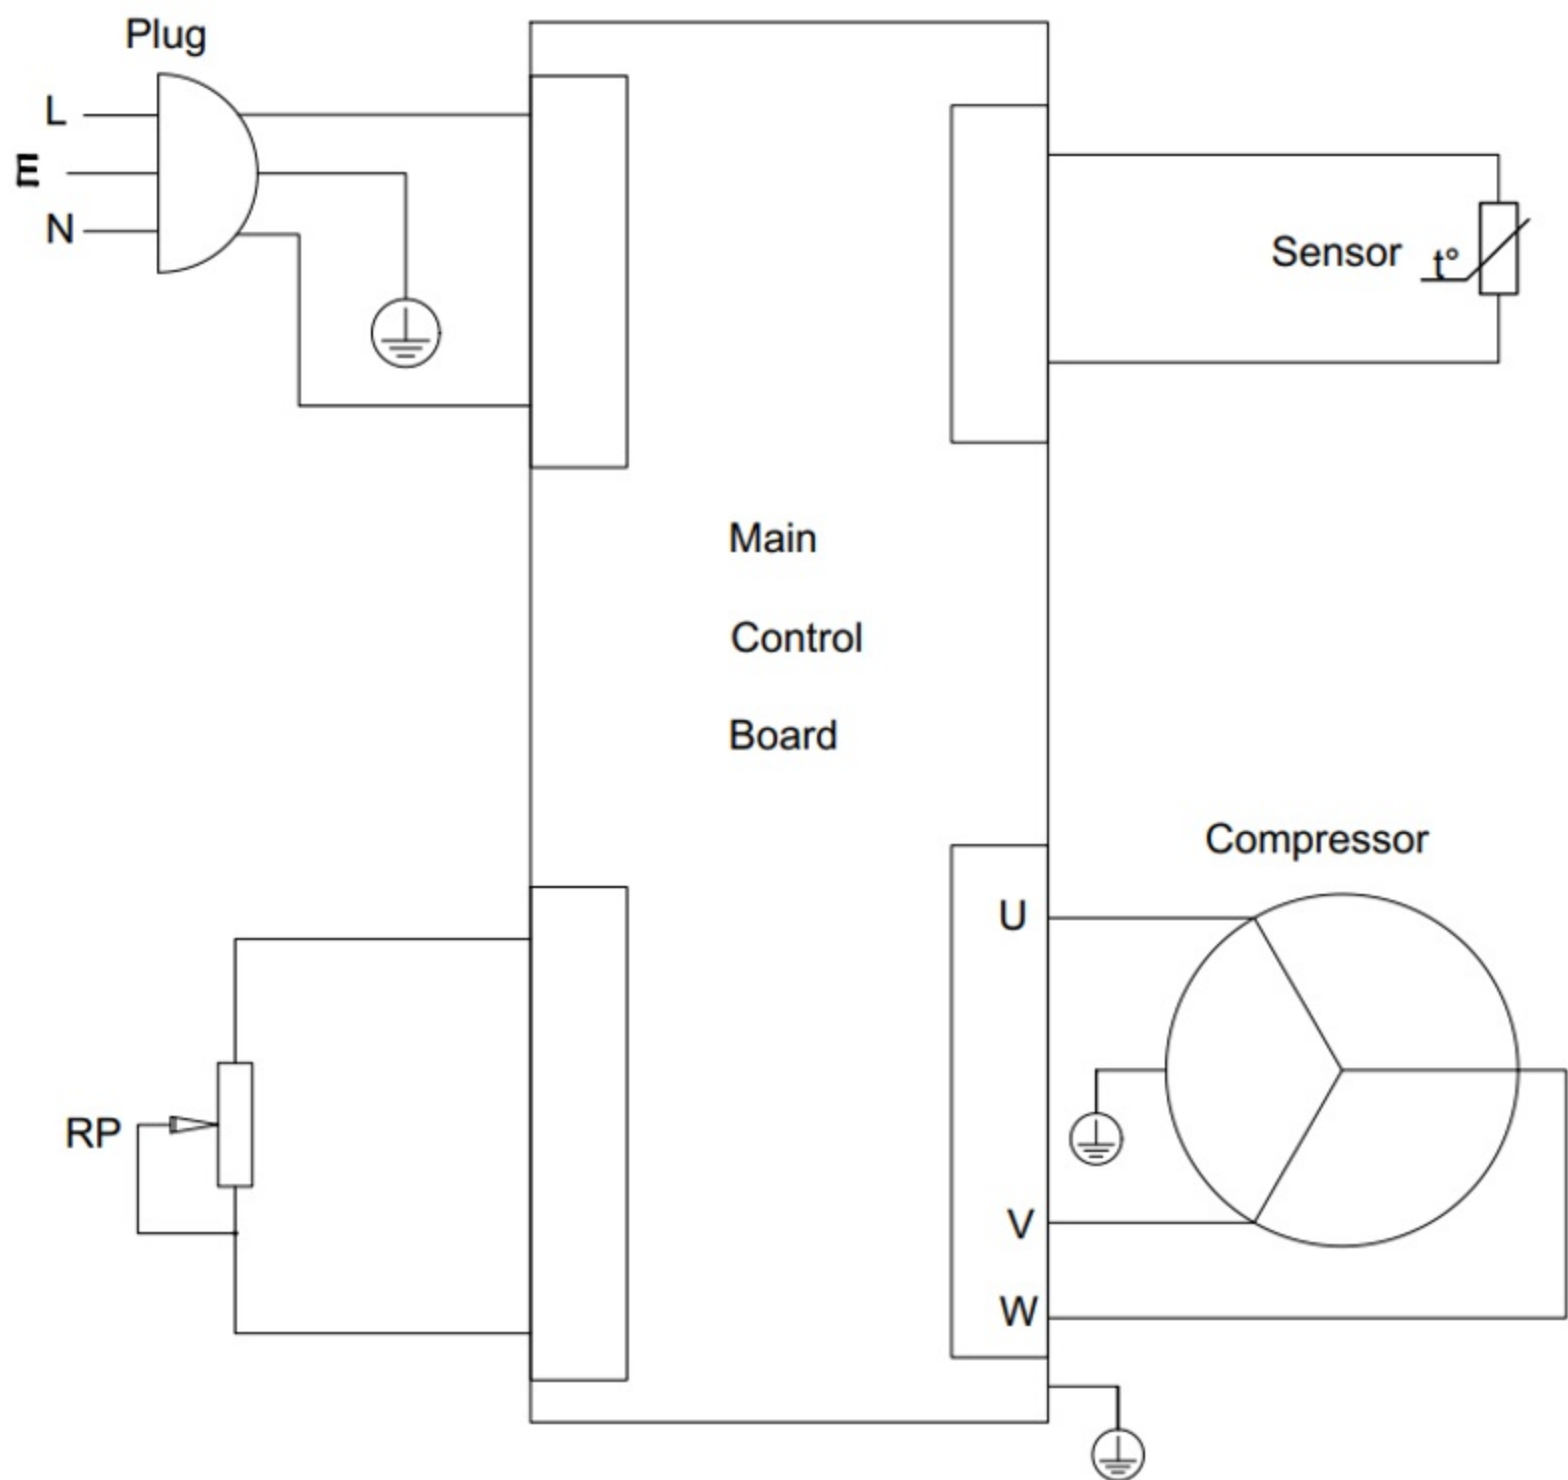 Plug
L
E
N
Sensor t°
Main
Control
Board
Compressor
U
RP
V
W